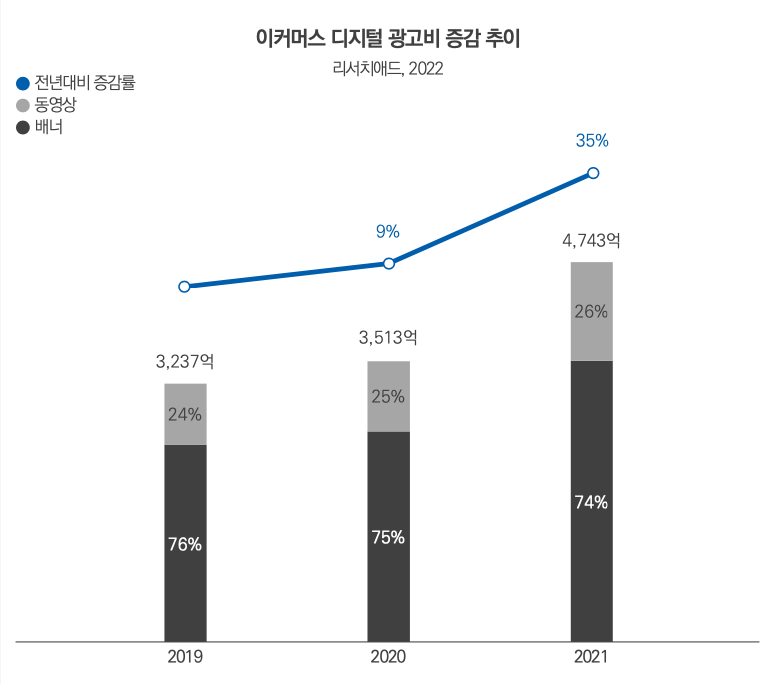 이커머스 디지털 광고비 증감 추이
리서치애드, 2022
전년대비 증감률
동영상
배너
35%
9%
4,743억
26%
3,513억
3,237억
25%
24%
74%
75%
76%
2019
2020
2021